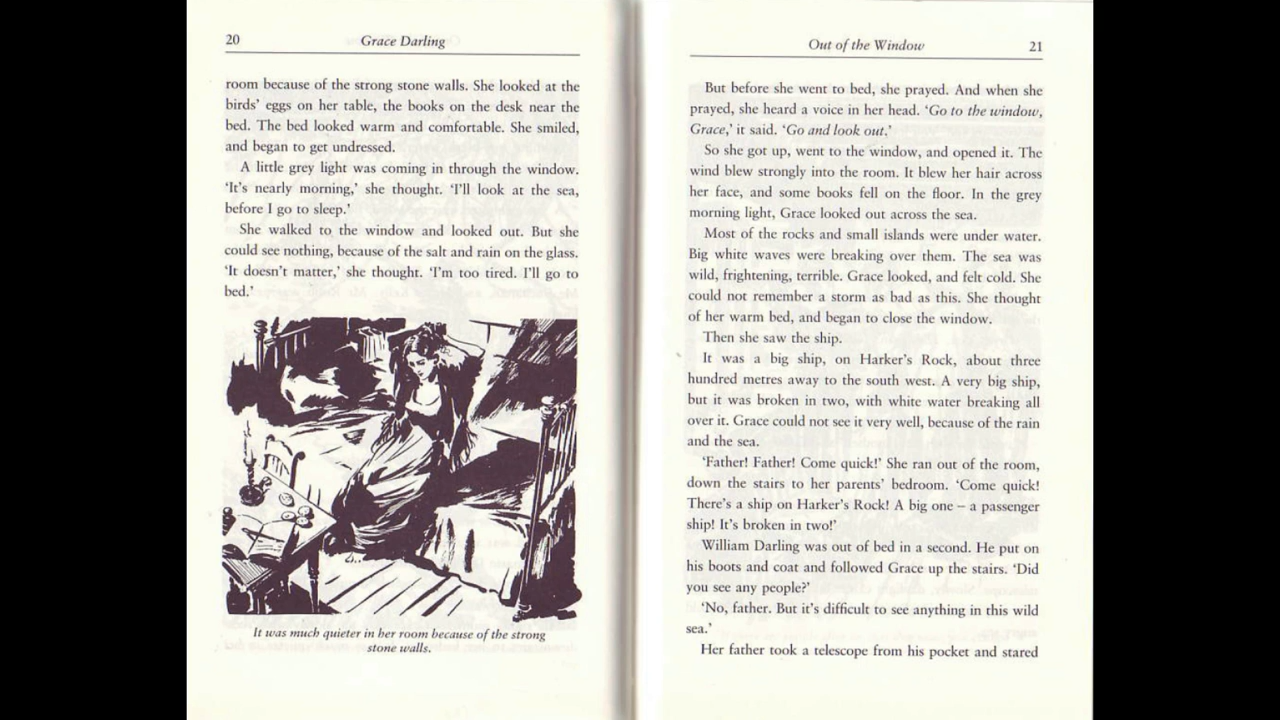 20
Grace Darling
room because of the strong stone walls. She looked at the
birds' eggs on her table, the books on the desk near the
bed. The bed looked warm and comfortable. She smiled,
and began to get undressed.
A little grey light was coming in through the window.
'It's nearly morning,' she thought. 'I'll look at the sea,
before I go to sleep.'
She walked to the window and looked out. But she
could see nothing, because of the salt and rain on the glass.
'It doesn't matter,' she thought. 'I'm too tired. I'll go to
bed.'
It was much quieter in her room because of the strong
stone walls.
Out of the Window
21
But before she went to bed, she prayed. And when she
prayed, she heard a voice in her head. 'Go to the window,
Grace,' it said. 'Go and look out.'
So she got up, went to the window, and opened it. The
wind blew strongly into the room. It blew her hair across
her face, and some books fell on the floor. In the grey
morning light, Grace looked out across the sea.
Most of the rocks and small islands were under water.
Big white waves were breaking over them. The sea was
wild, frightening, terrible. Grace looked, and felt cold. She
could not remember a storm as bad as this. She thought
of her warm bed, and began to close the window.
Then she saw the ship.
It was a big ship, on Harker's Rock, about three
hundred metres away to the south west. A very big ship,
but it was broken in two, with white water breaking all
over it. Grace could not see it very well, because of the rain
and the sea.
'Father! Father! Come quick!' She ran out of the room,
down the stairs to her parents' bedroom. 'Come quick!
There's a ship on Harker's Rock! A big one – a passenger
ship! It's broken in two!'
William Darling was out of bed in a second. He put on
his boots and coat and followed Grace up the stairs. 'Did
you see any people?'
'No, father. But it's difficult to see anything in this wild
sea.'
Her father took a telescope from his pocket and stared